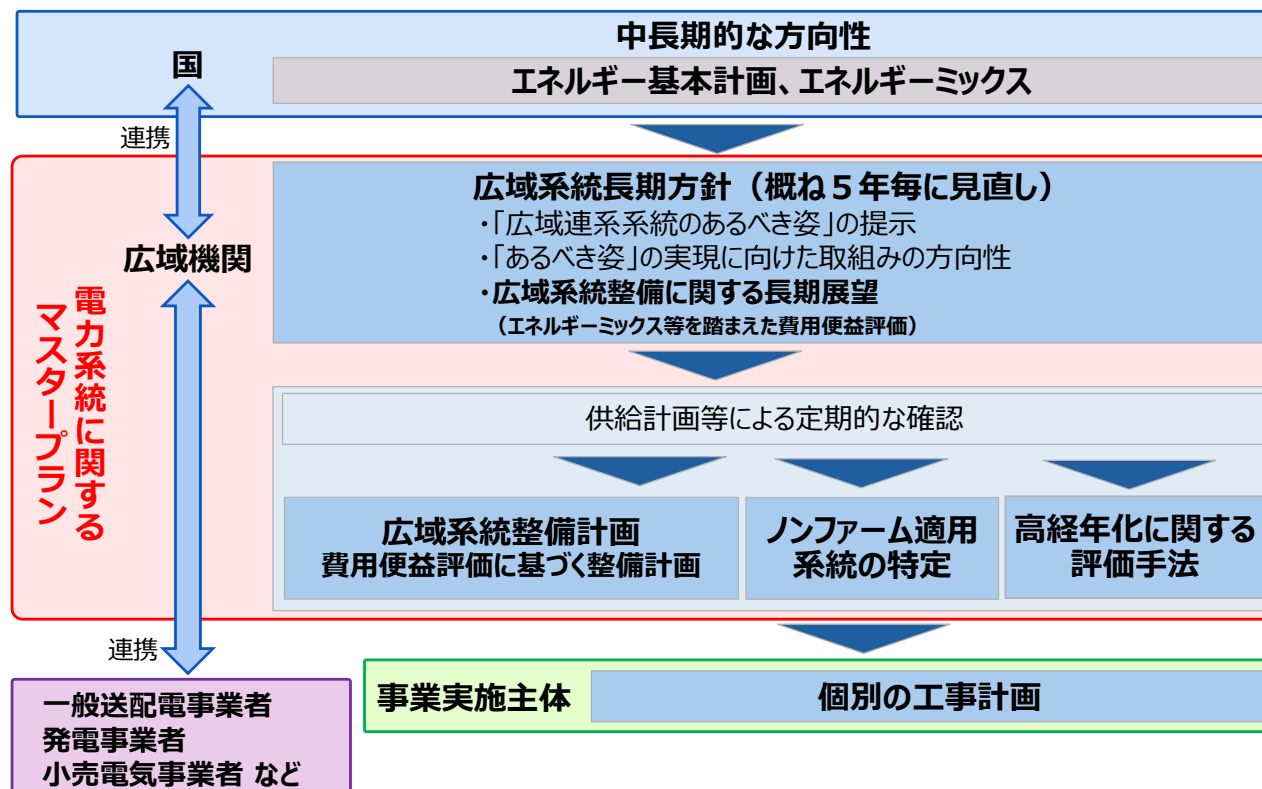 中長期的な方向性
国
エネルギー基本計画、エネルギーミックス
連携
広域系統長期方針（概ね５年毎に見直し）
・「広域連系系統のあるべき姿」の提示
・「あるべき姿」の実現に向けた取組みの方向性
・広域系統整備に関する長期展望
（エネルギーミックス等を踏まえた費用便益評価）
広域機関
電力系統に関する
マスタープラン
供給計画等による定期的な確認
広域系統整備計画
費用便益評価に基づく整備計画
ノンファーム適用
系統の特定
高経年化に関する
評価手法
連携
事業実施主体
個別の工事計画
一般送配電事業者
発電事業者
小売電気事業者 など